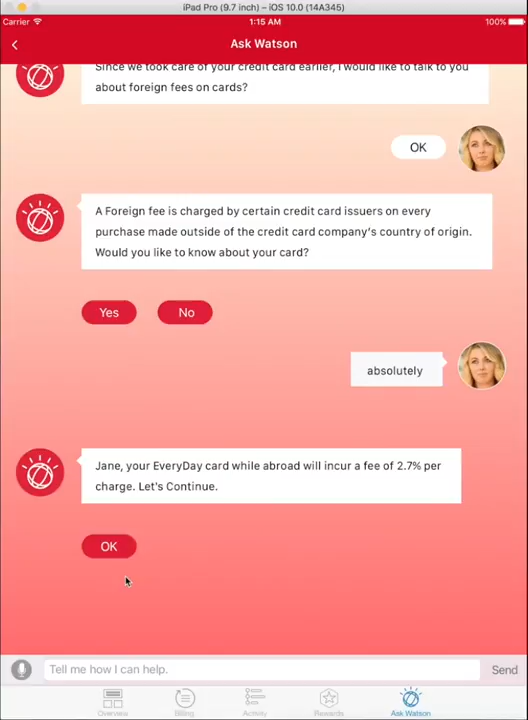 iPad Pro (9.7 inch) – iOS 10.0 (14A345)
Carrier 1:15 AM 100%
Ask Watson
Since we took care of your credit card earlier, I would like to talk to you
about foreign fees on cards?
OK
A Foreign fee is charged by certain credit card issuers on every
purchase made outside of the credit card company's country of origin.
Would you like to know about your card?
Yes No
absolutely
Jane, your EveryDay card while abroad will incur a fee of 2.7% per
charge. Let's Continue.
OK
Tell me how I can help. Send
Overview Billing Activity Rewards Ask Watson